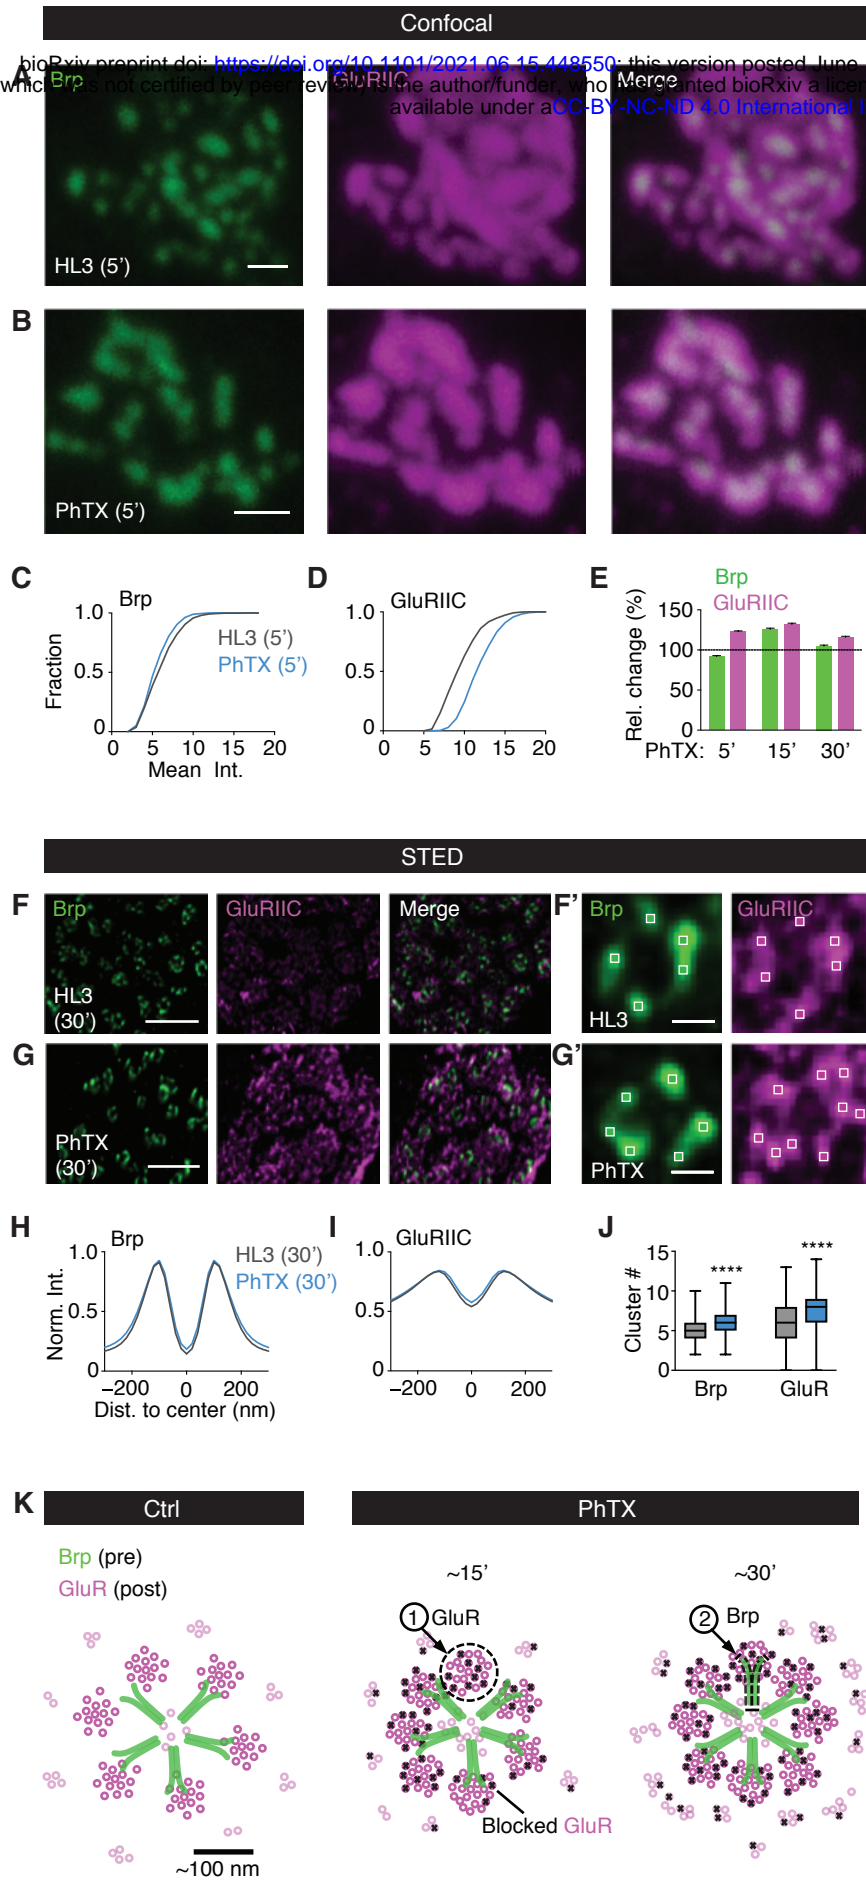 Confocal
bioRxiv preprint doi: https://doi.org/10.1101/2021.06.15.448550; this version posted June
which was not certified by peer review) is the author/funder, who has granted bioRxiv a licen
available under aCC-BY-NC-ND 4.0 International l
A Brp GluRIIC Merge
HL3 (5')
B
PhTX (5')
C D E
Brp
GluRIIC
Brp
GluRIIC
Fraction
1.0
0.5
0
HL3 (5')
PhTX (5')
0 5 10 15 20
Mean Int.
1.0
0.5
0
0 5 10 15 20
Rel. change (%)
150
100
50
0
PhTX: 5' 15' 30'
STED
F Brp GluRIIC Merge
HL3
(30')
F' Brp GluRIIC
HL3
G
PhTX
(30')
G'
PhTX
H Brp
HL3 (30')
PhTX (30')
Norm. Int.
1.0
0.5
0
−200 0 200
Dist. to center (nm)
I GluRIIC
1.0
0.5
0
−200 0 200
J
Cluster #
15
10
5
0
**** ****
Brp GluR
K Ctrl PhTX
Brp (pre)
GluR (post)
~15' ~30'
1 GluR
2 Brp
Blocked GluR
~100 nm